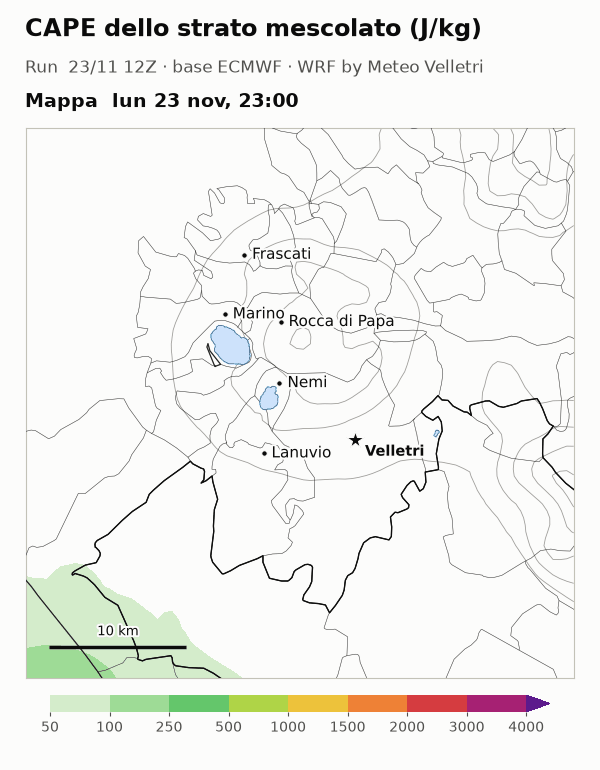 CAPE dello strato mescolato (J/kg)
Run  23/11 12Z · base ECMWF · WRF by Meteo Velletri
Mappa  lun 23 nov, 23:00
Frascati
Marino
Rocca di Papa
Nemi
Velletri
Lanuvio
10 km
50 100 250 500 1000 1500 2000 3000 4000